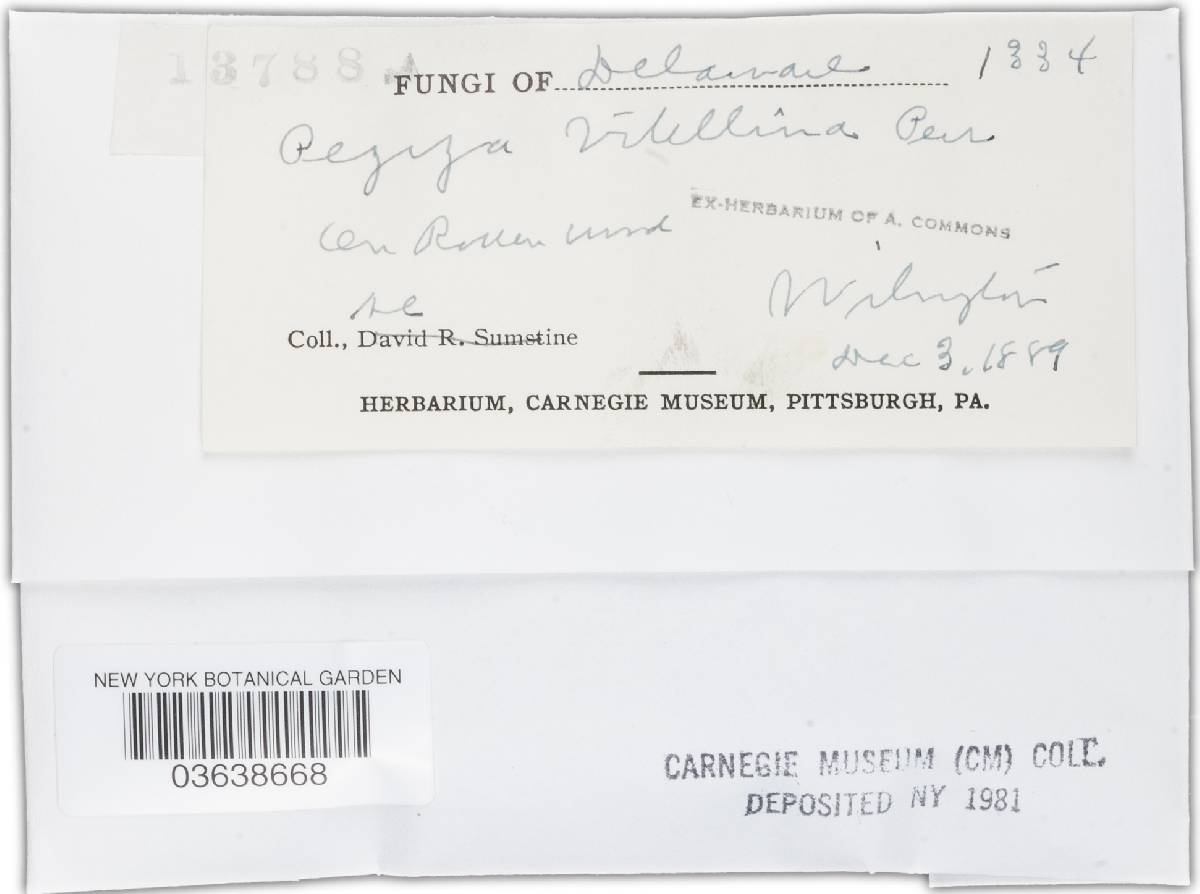 13788 A
FUNGI OF Delaware 1334
Peziza Vitellina Pers
On Rotten wood
EX-HERBARIUM OF A. COMMONS
Wilmington
Coll., David R. Sumstine
Dec 3, 1889
HERBARIUM, CARNEGIE MUSEUM, PITTSBURGH, PA.
NEW YORK BOTANICAL GARDEN
03638668
CARNEGIE MUSEUM (CM) COLL.
DEPOSITED NY 1981